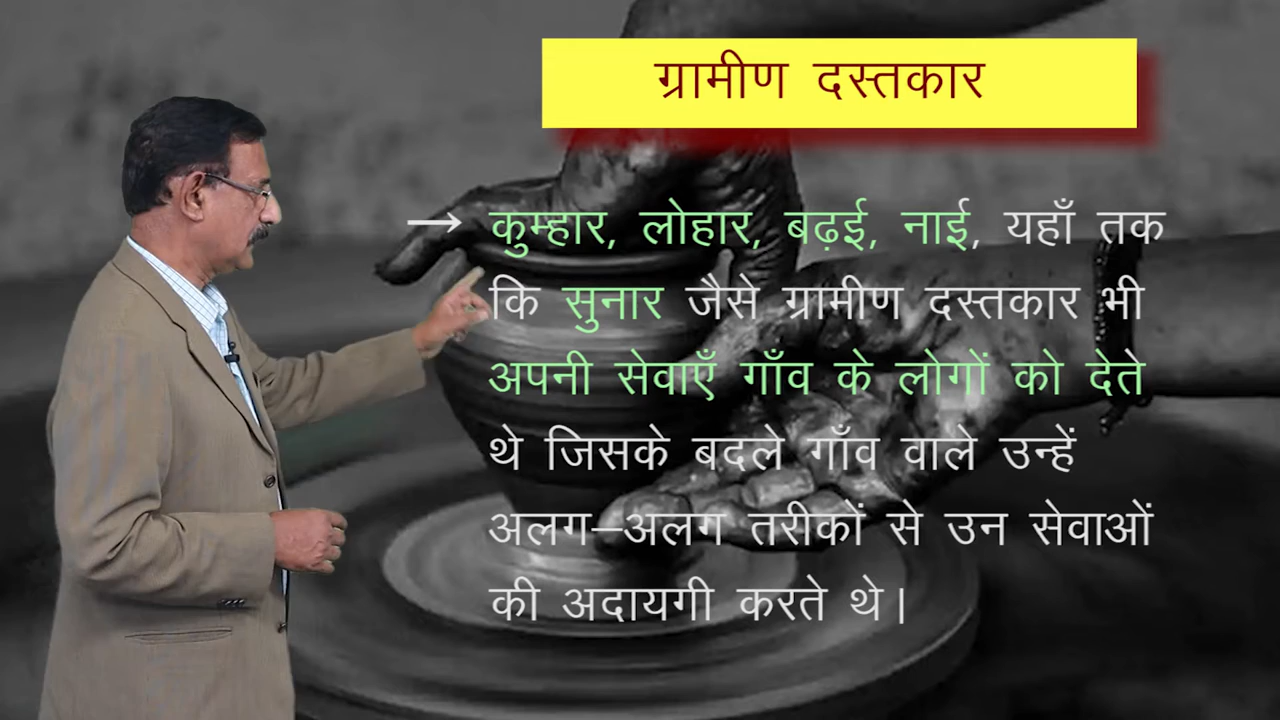 ग्रामीण दस्तकार
→ कुम्हार, लोहार, बढ़ई, नाई, यहाँ तक
कि सुनार जैसे ग्रामीण दस्तकार भी
अपनी सेवाएँ गाँव के लोगों को देते
थे जिसके बदले गाँव वाले उन्हें
अलग–अलग तरीकों से उन सेवाओं
की अदायगी करते थे।